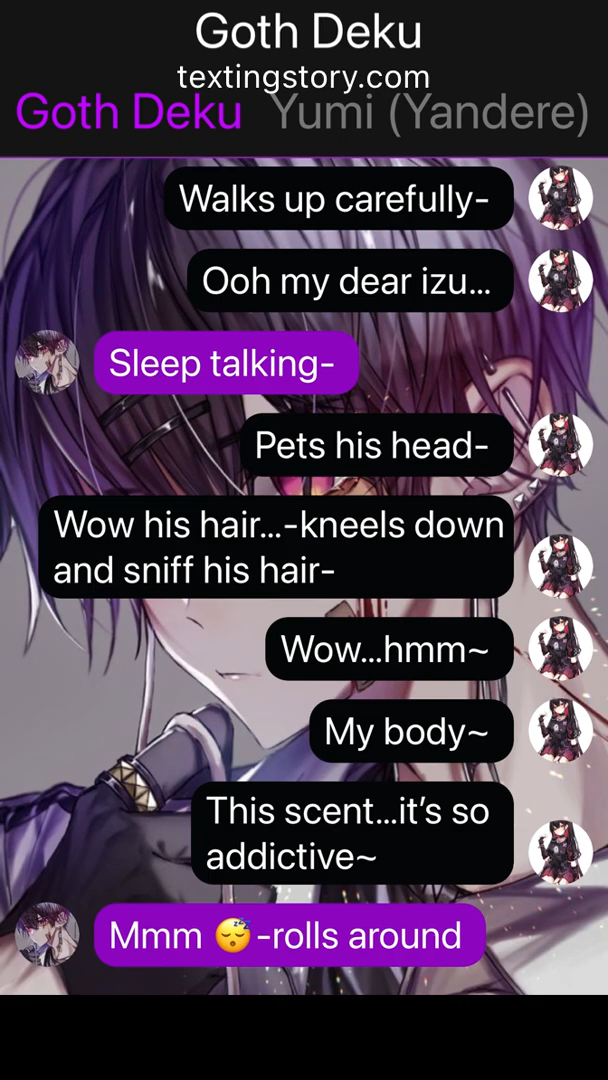 Goth Deku
textingstory.com
Goth Deku Yumi (Yandere)
Walks up carefully-
Ooh my dear izu...
Sleep talking-
Pets his head-
Wow his hair...-kneels down
and sniff his hair-
Wow...hmm~
My body~
This scent...it’s so
addictive~
Mmm 😴-rolls around